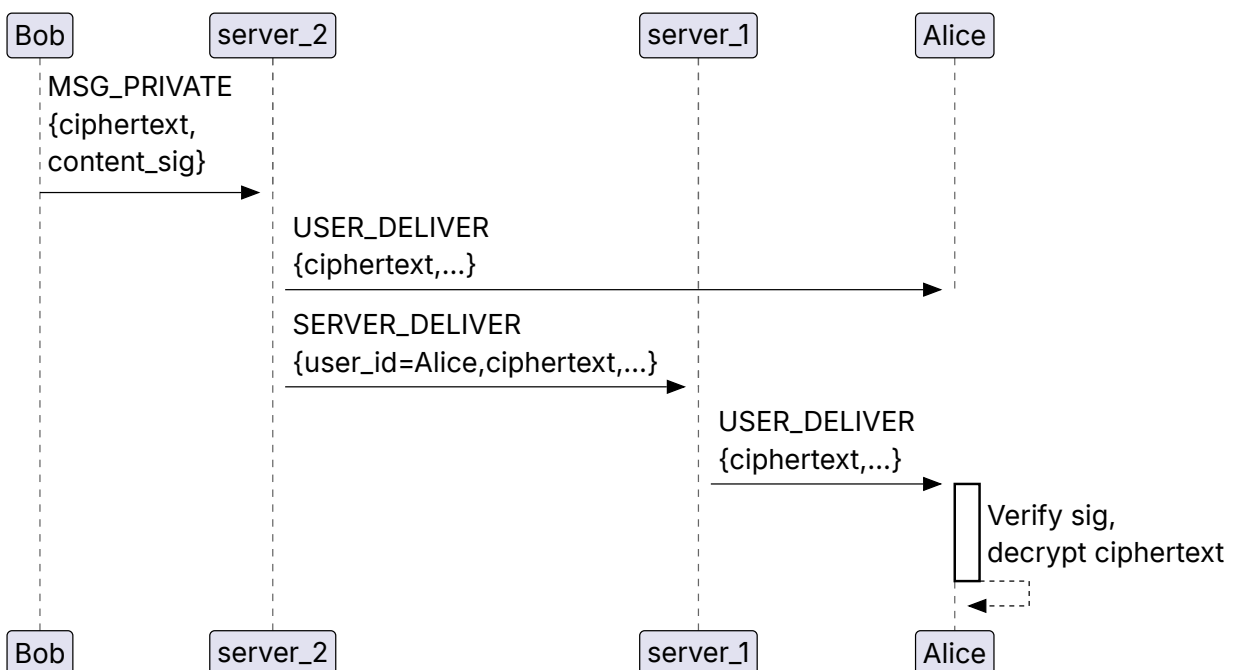 Bob
server_2
server_1
Alice
MSG_PRIVATE
{ciphertext,
content_sig}
USER_DELIVER
{ciphertext,...}
SERVER_DELIVER
{user_id=Alice,ciphertext,...}
USER_DELIVER
{ciphertext,...}
Verify sig,
decrypt ciphertext
Bob
server_2
server_1
Alice